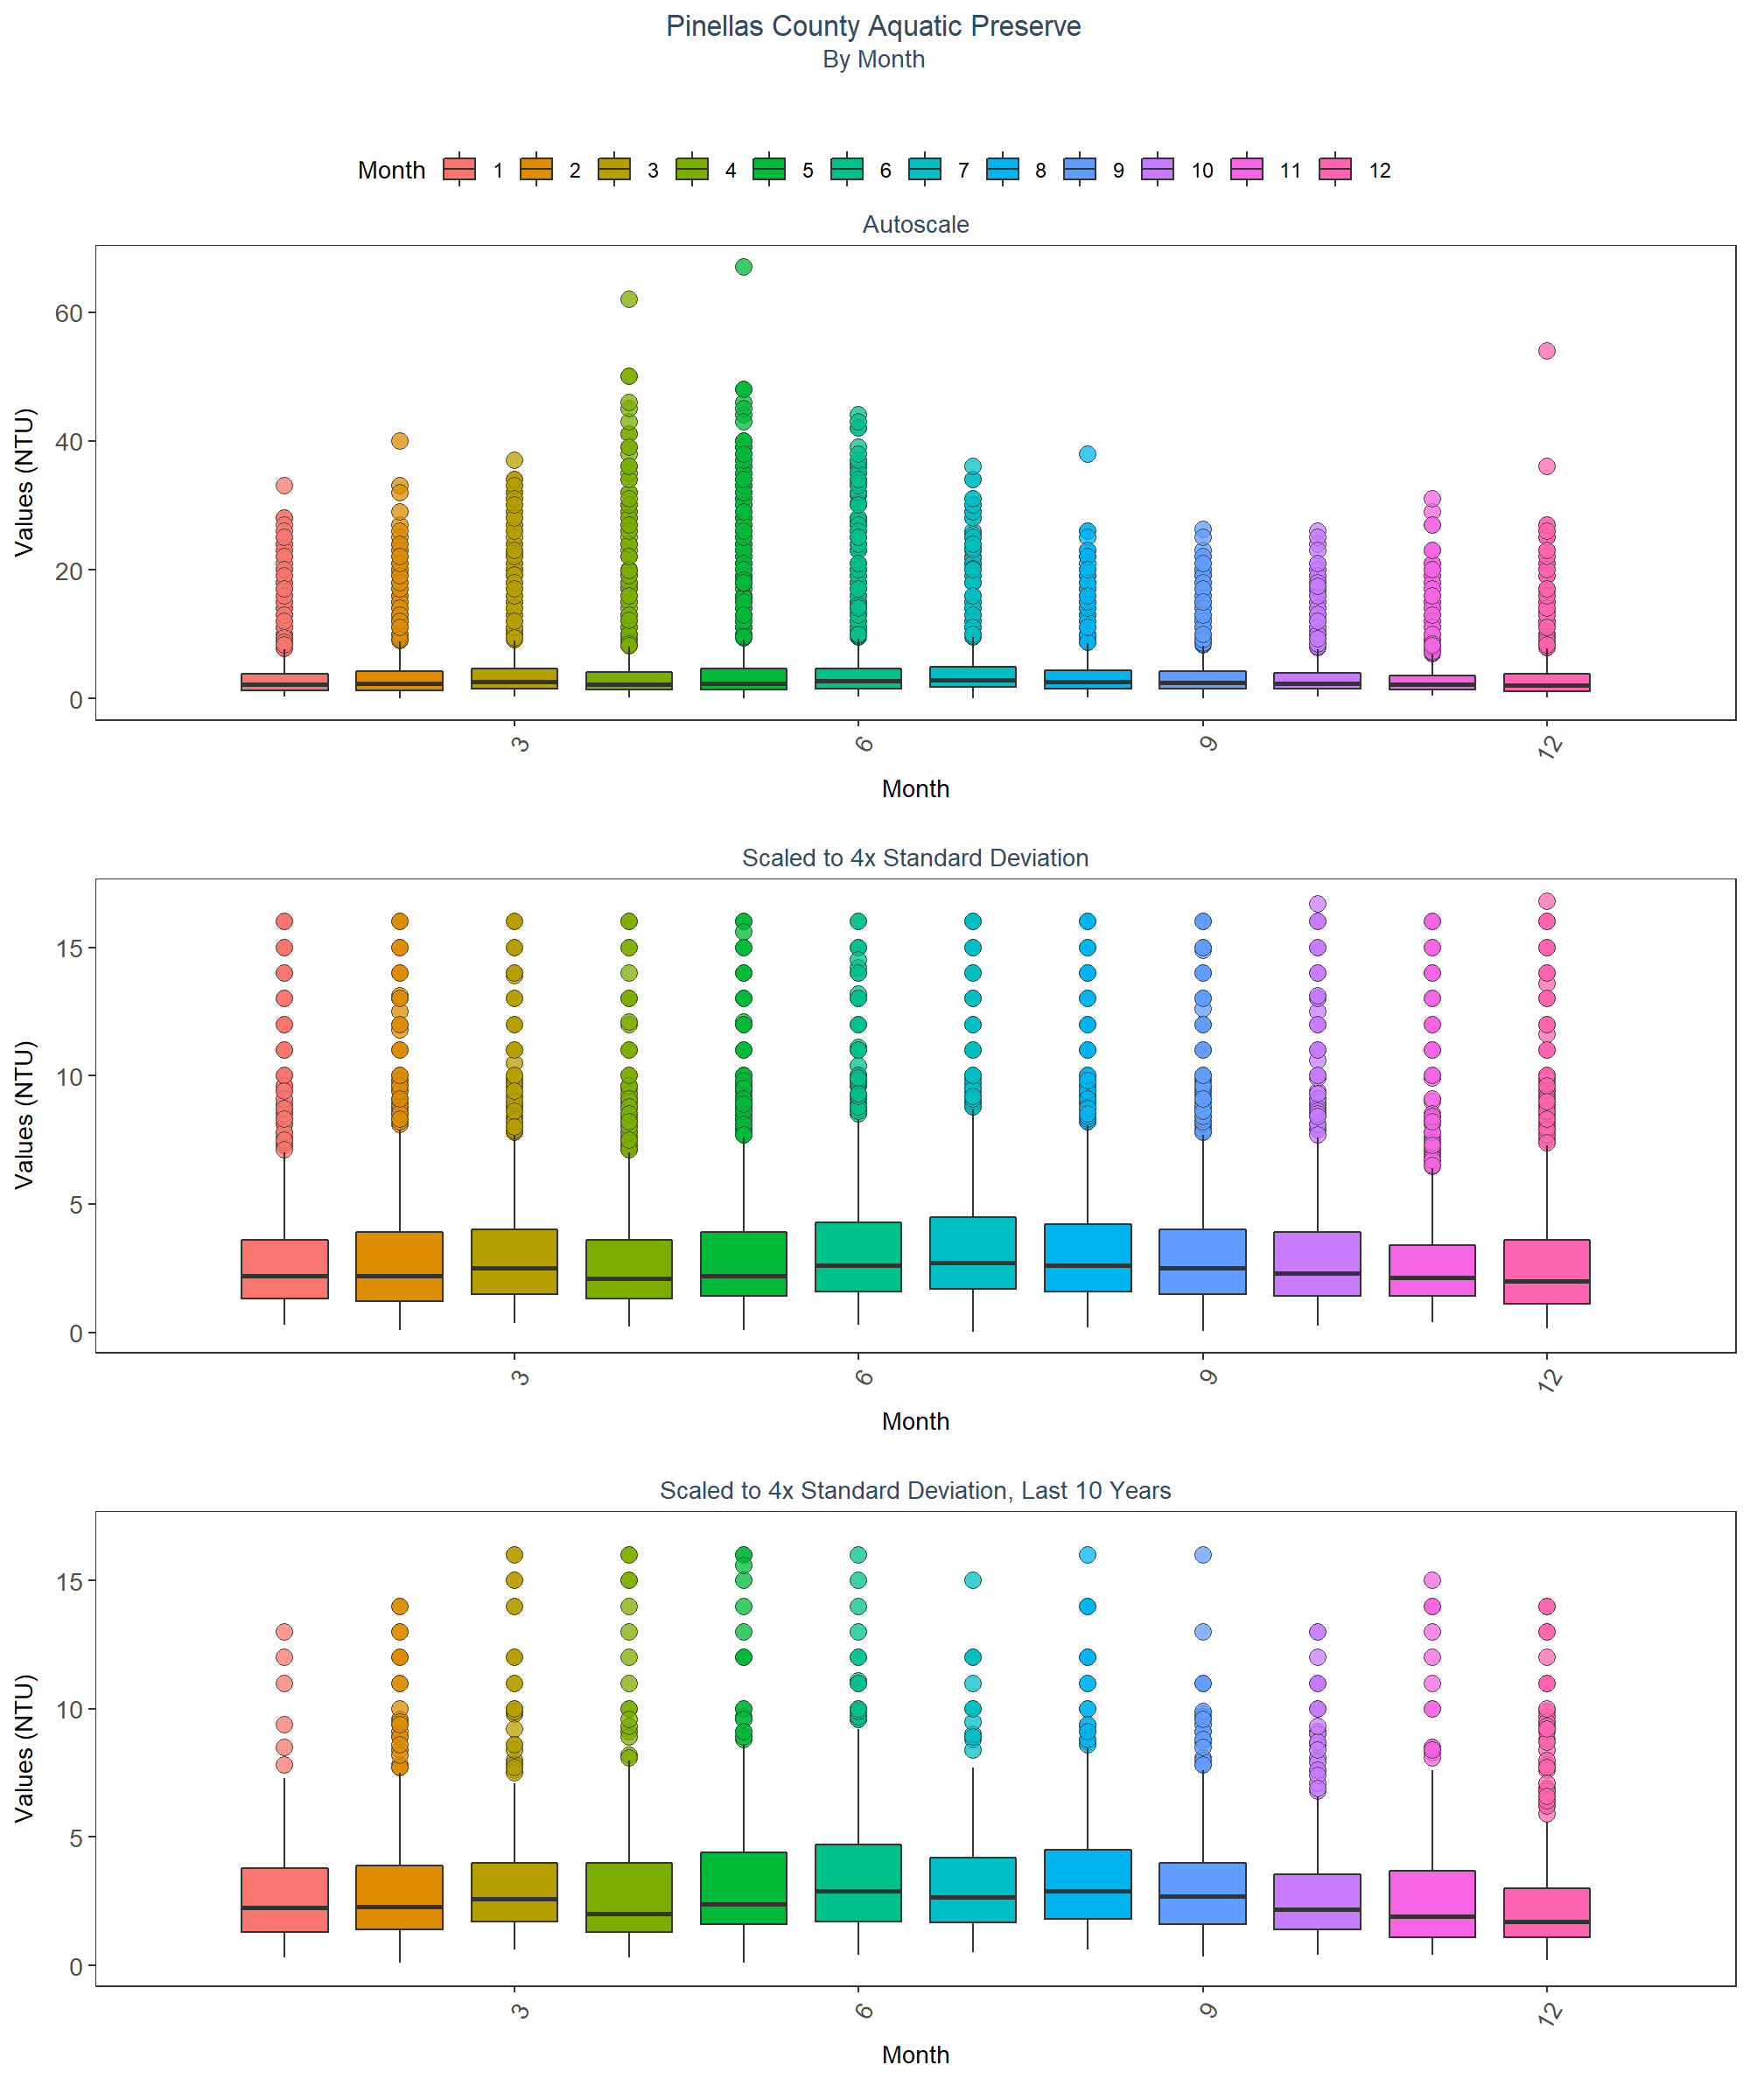 Pinellas County Aquatic Preserve
By Month
Month 1 2 3 4 5 6 7 8 9 10 11 12
Autoscale
Values (NTU)
60
40
20
0
3 6 9 12
Month
Scaled to 4x Standard Deviation
Values (NTU)
15
10
5
0
3 6 9 12
Month
Scaled to 4x Standard Deviation, Last 10 Years
Values (NTU)
15
10
5
0
3 6 9 12
Month